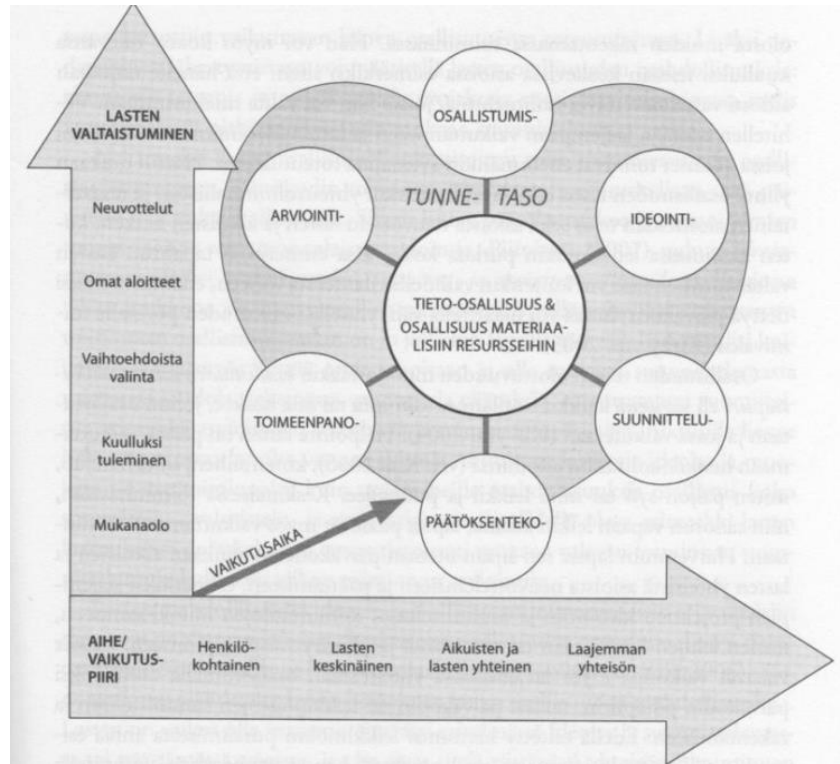 LASTEN
VALTAISTUMINEN
Neuvottelut
Omat aloitteet
Vaihtoehdoista
valinta
Kuulluksi
tuleminen
Mukanaolo
OSALLISTUMIS-
ARVIOINTI-
TUNNE- TASO
IDEOINTI-
TIETO-OSALLISUUS &
OSALLISUUS MATERIAA-
LISIIN RESURSSEIHIN
TOIMEENPANO-
SUUNNITTELU-
PÄÄTÖKSENTEKO-
VAIKUTUSAIKA
AIHE/
VAIKUTUS-
PIIRI
Henkilö-
kohtainen
Lasten
keskinäinen
Aikuisten ja
lasten yhteinen
Laajemman
yhteisön